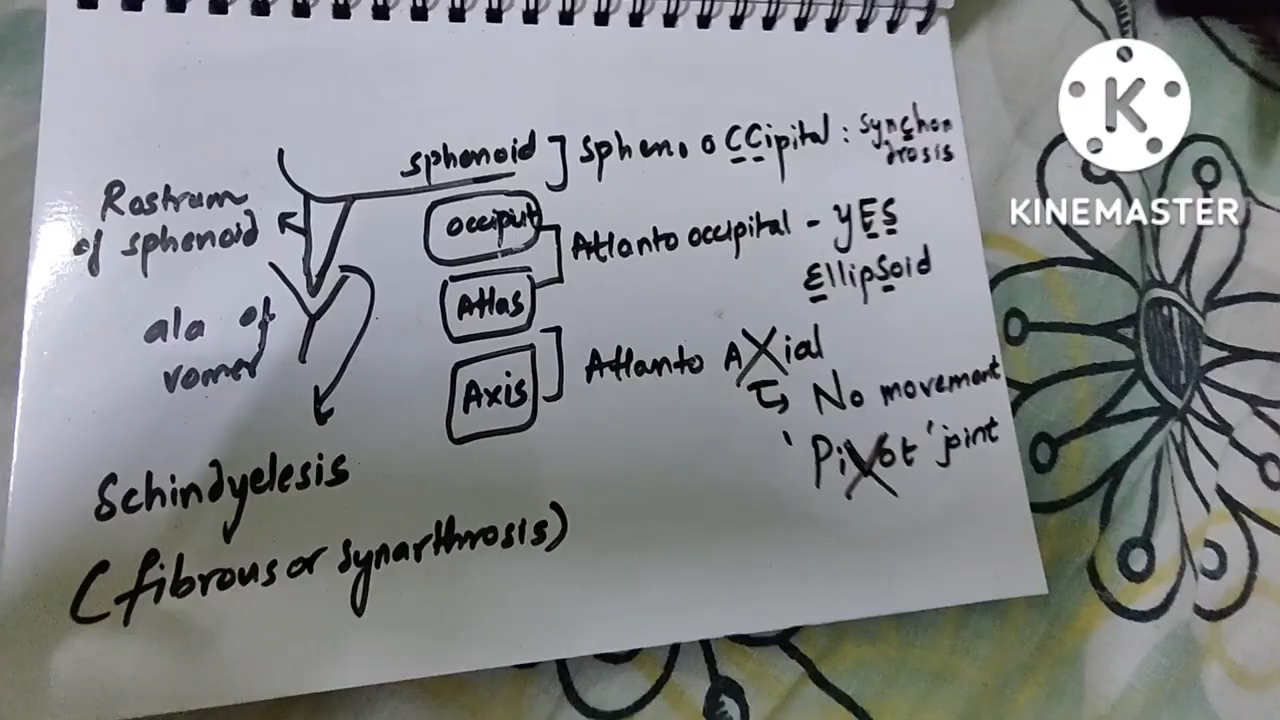 Rostrum
of sphenoid
ala of
vomer
Schindyelesis
(fibrous or synarthrosis)
sphenoid
occiput
Atlas
Axis
spheno occipital : synchon
drosis
Atlanto occipital - YES
Ellipsoid
Atlanto Axial
No movement
'Pivot' joint
K
KINEMASTER